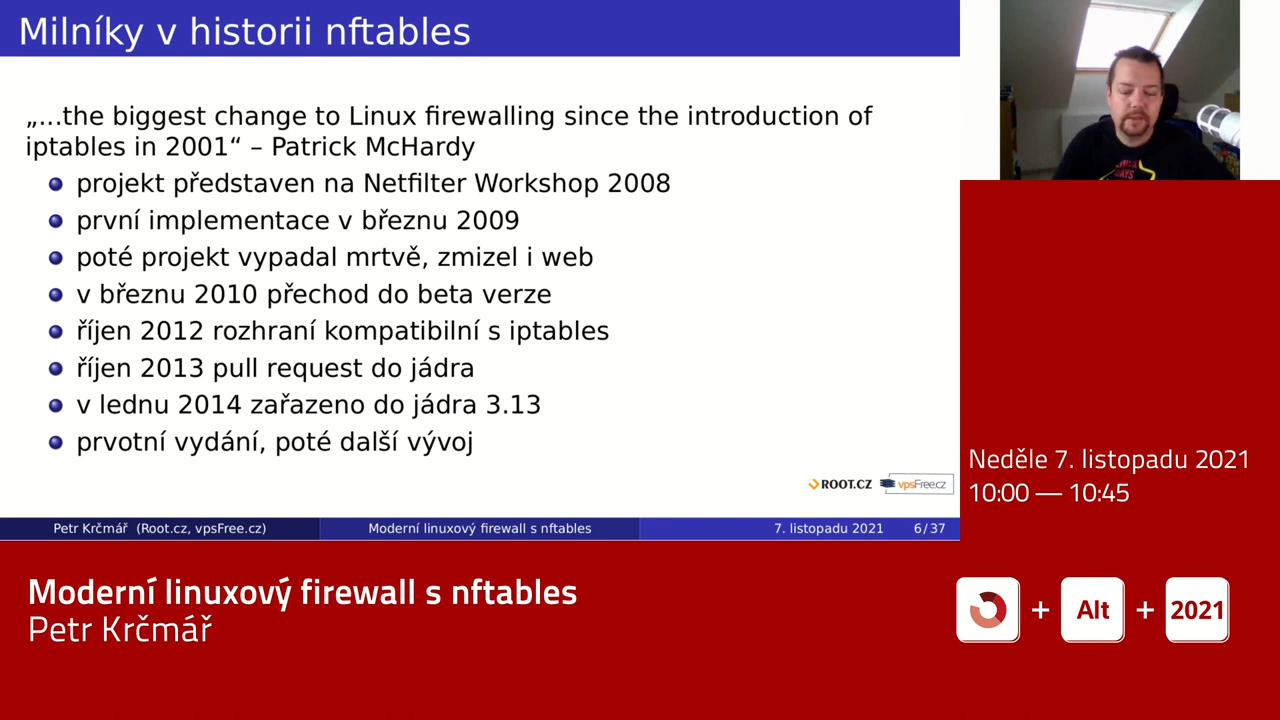 Milníky v historii nftables
„...the biggest change to Linux firewalling since the introduction of
iptables in 2001“ – Patrick McHardy
projekt představen na Netfilter Workshop 2008
první implementace v březnu 2009
poté projekt vypadal mrtvě, zmizel i web
v březnu 2010 přechod do beta verze
říjen 2012 rozhraní kompatibilní s iptables
říjen 2013 pull request do jádra
v lednu 2014 zařazeno do jádra 3.13
prvotní vydání, poté další vývoj
ROOT.CZ vpsFree.cz
Petr Krčmář (Root.cz, vpsFree.cz) Moderní linuxový firewall s nftables 7. listopadu 2021 6/37
Neděle 7. listopadu 2021
10:00 — 10:45
Moderní linuxový firewall s nftables
Petr Krčmář
+ Alt + 2021